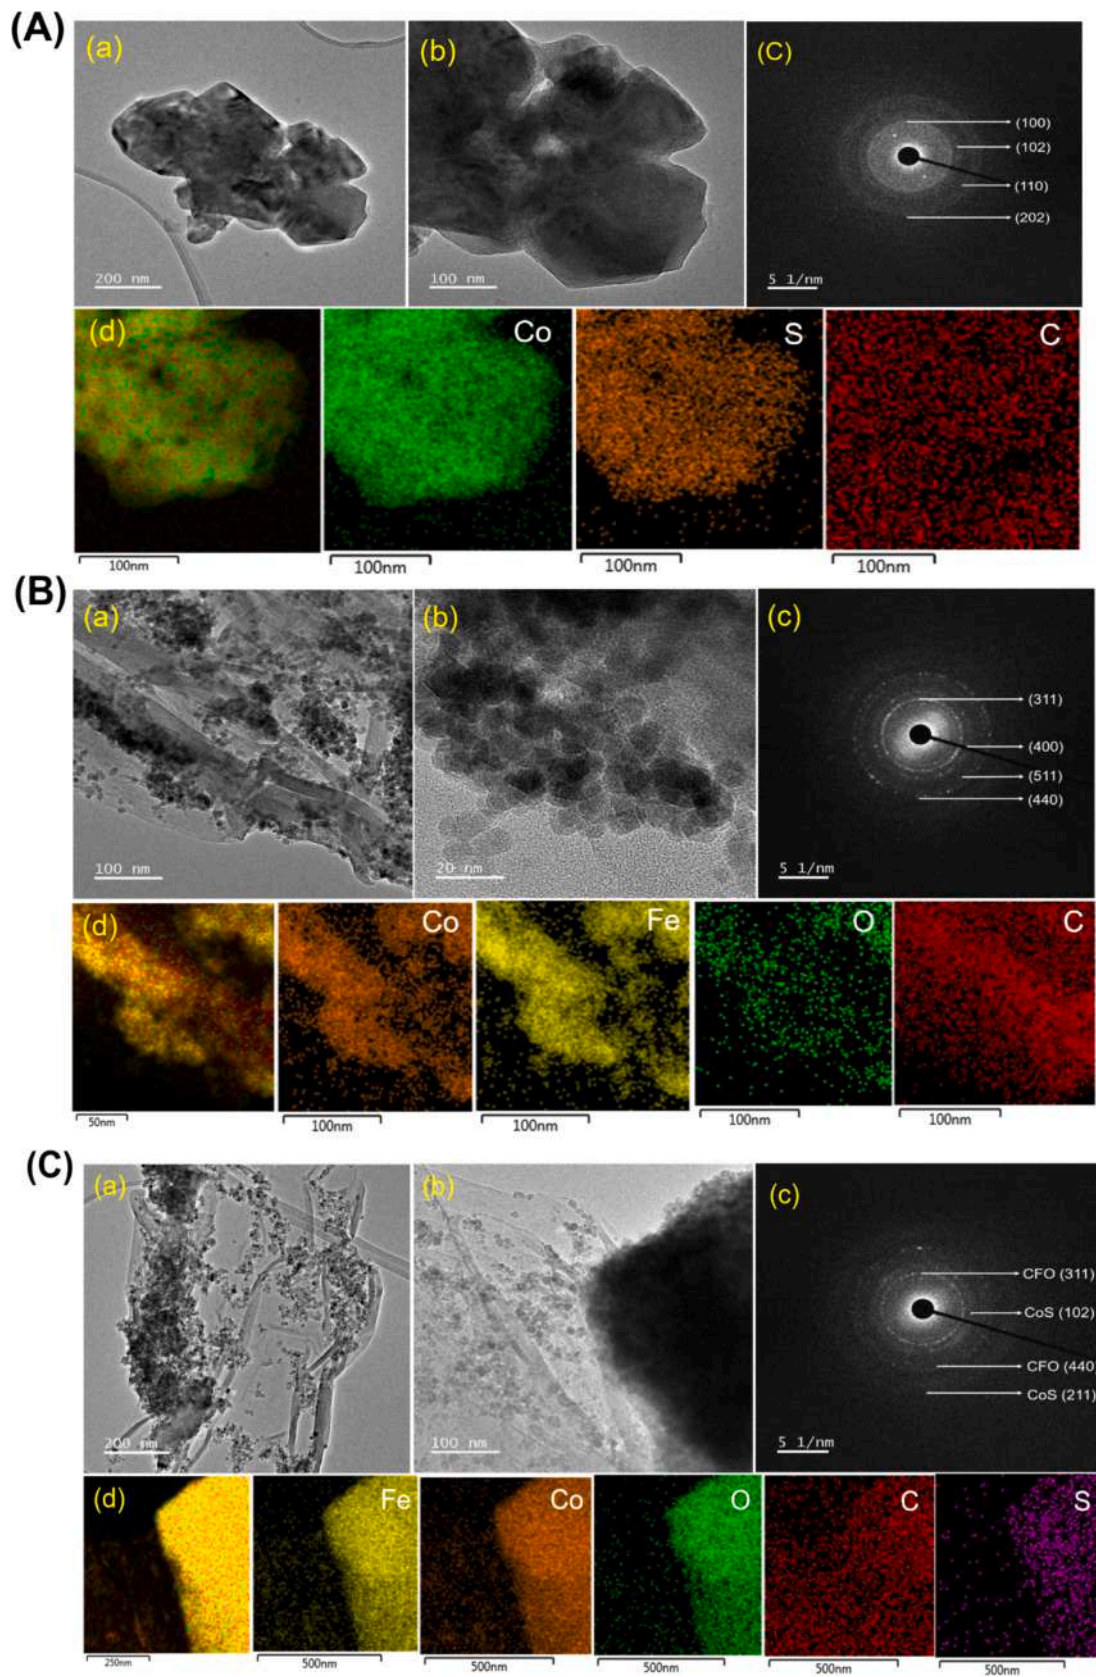 (A)
(a)
(b)
(C)
(100)
(102)
(110)
(202)
200 nm
100 nm
5 1/nm
(d)
Co
S
C
100nm
100nm
100nm
100nm
(B)
(a)
(b)
(c)
(311)
(400)
(511)
(440)
100 nm
20 nm
5 1/nm
(d)
Co
Fe
O
C
50nm
100nm
100nm
100nm
100nm
(C)
(a)
(b)
(c)
CFO (311)
CoS (102)
CFO (440)
CoS (211)
200 nm
100 nm
5 1/nm
(d)
Fe
Co
O
C
S
250nm
500nm
500nm
500nm
500nm
500nm